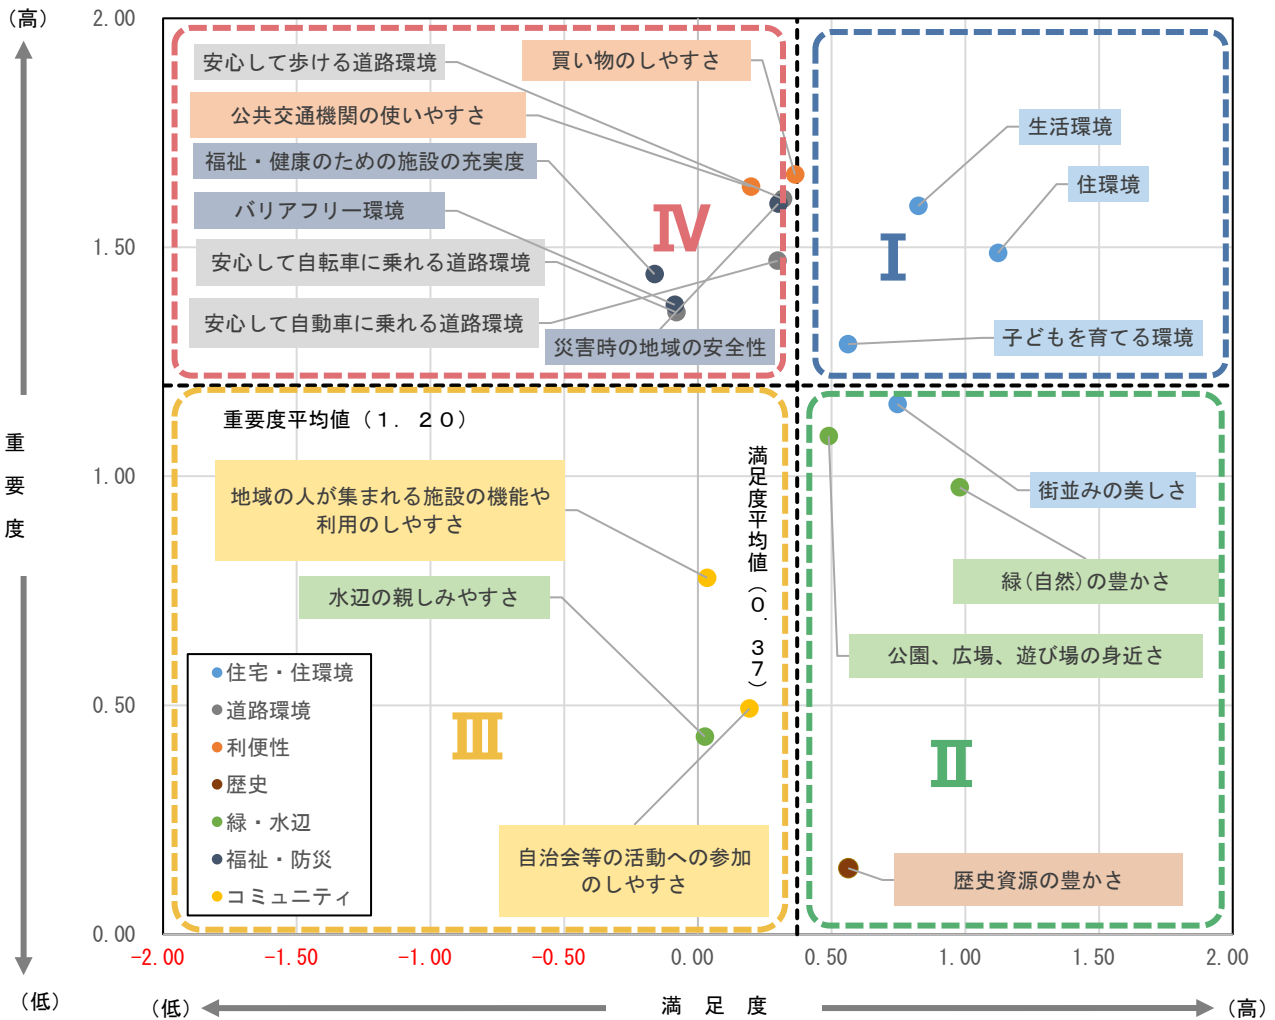 （高）
2.00
安心して歩ける道路環境
買い物のしやすさ
公共交通機関の使いやすさ
生活環境
福祉・健康のための施設の充実度
住環境
バリアフリー環境
Ⅳ
1.50
Ⅰ
安心して自転車に乗れる道路環境
安心して自動車に乗れる道路環境
子どもを育てる環境
災害時の地域の安全性
重要度平均値（１．２０）
重要度
満足度平均値（０．３７）
1.00
地域の人が集まれる施設の機能や
利用のしやすさ
街並みの美しさ
緑（自然）の豊かさ
水辺の親しみやすさ
公園、広場、遊び場の身近さ
住宅・住環境
道路環境
利便性
歴史
緑・水辺
福祉・防災
コミュニティ
0.50
Ⅲ
Ⅱ
自治会等の活動への参加
のしやすさ
歴史資源の豊かさ
0.00
-2.00 -1.50 -1.00 -0.50 0.00 0.50 1.00 1.50 2.00
（低）
（低） 満足度 （高）